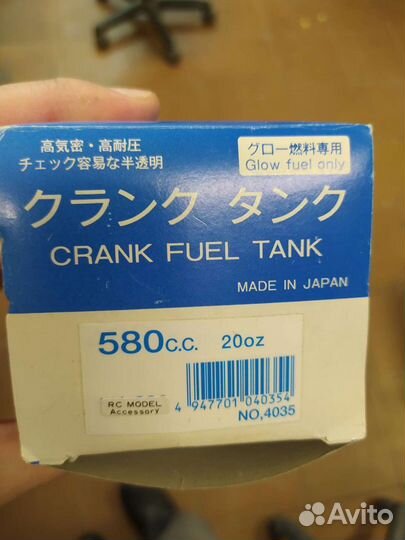 高気密・高耐圧
チェック容易な半透明
グロー燃料専用
Glow fuel only
クランク タンク
CRANK FUEL TANK
MADE IN JAPAN
580c.c. 20oz
RC MODEL
Accessory
4 947701 040354
NO,4035
Avito